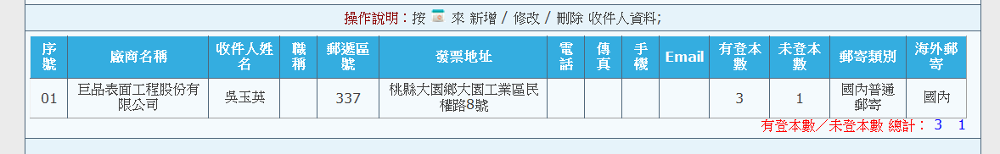 操作說明：按 來 新增 / 修改 / 刪除 收件人資料;
序號 廠商名稱 收件人姓名 職稱 郵遞區號 發票地址 電話 傳真 手機 Email 有登本數 未登本數 郵寄類別 海外郵寄
01 巨品表面工程股份有限公司 吳玉英 337 桃縣大園鄉大園工業區民權路8號 3 1 國內普通郵寄 國內
有登本數／未登本數 總計： 3 1